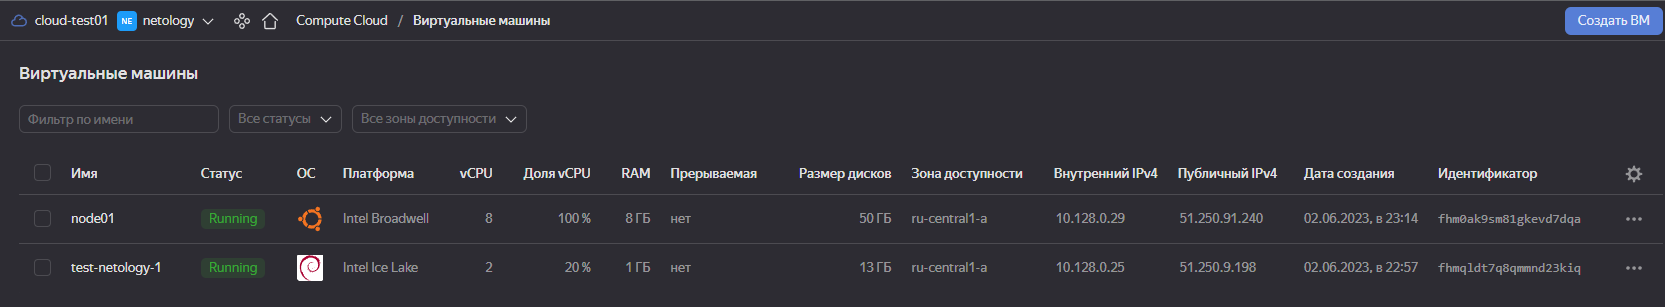 cloud-test01 NE netology Compute Cloud / Виртуальные машины Создать ВМ
Виртуальные машины
Фильтр по имени Все статусы Все зоны доступности
Имя Статус ОС Платформа vCPU Доля vCPU RAM Прерываемая Размер дисков Зона доступности Внутренний IPv4 Публичный IPv4 Дата создания Идентификатор
node01 Running Intel Broadwell 8 100 % 8 ГБ нет 50 ГБ ru-central1-a 10.128.0.29 51.250.91.240 02.06.2023, в 23:14 fhm0ak9sm81gkevd7dqa
test-netology-1 Running Intel Ice Lake 2 20 % 1 ГБ нет 13 ГБ ru-central1-a 10.128.0.25 51.250.9.198 02.06.2023, в 22:57 fhmqldt7q8qmmnd23kiq